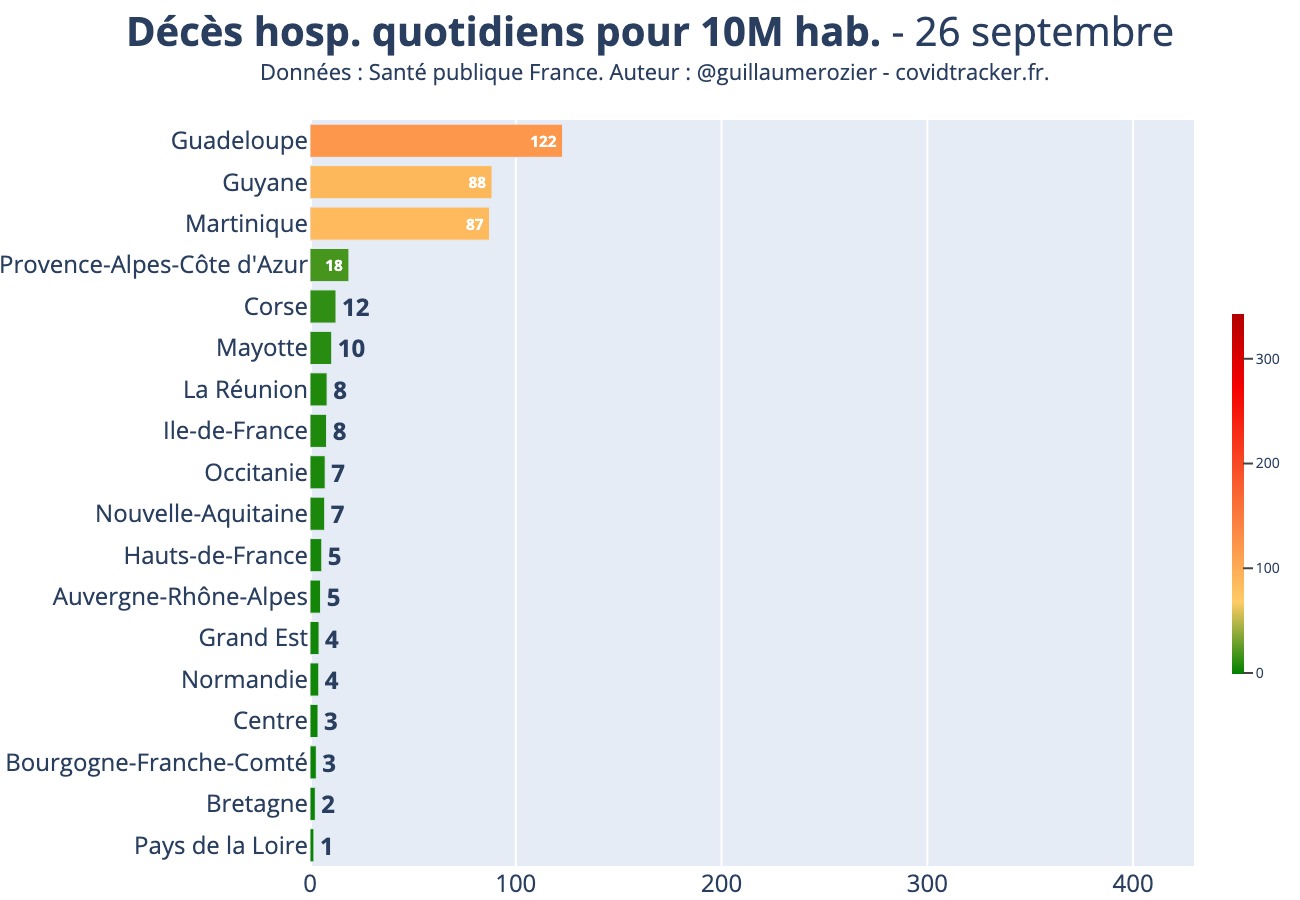 Décès hosp. quotidiens pour 10M hab. - 26 septembre
Données : Santé publique France. Auteur : @guillaumerozier - covidtracker.fr.
Guadeloupe 122
Guyane 88
Martinique 87
Provence-Alpes-Côte d'Azur 18
Corse 12
Mayotte 10
La Réunion 8
Ile-de-France 8
Occitanie 7
Nouvelle-Aquitaine 7
Hauts-de-France 5
Auvergne-Rhône-Alpes 5
Grand Est 4
Normandie 4
Centre 3
Bourgogne-Franche-Comté 3
Bretagne 2
Pays de la Loire 1
0 100 200 300 400
300
200
100
0